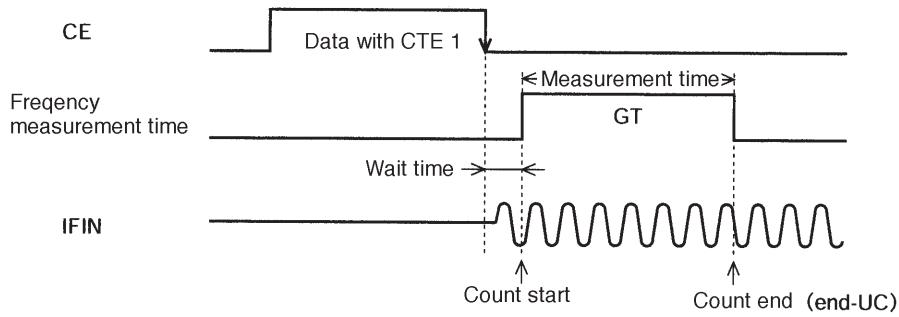 CE
Data with CTE 1
Measurement time
Freqency
measurement time
GT
Wait time
IFIN
Count start
Count end (end-UC)